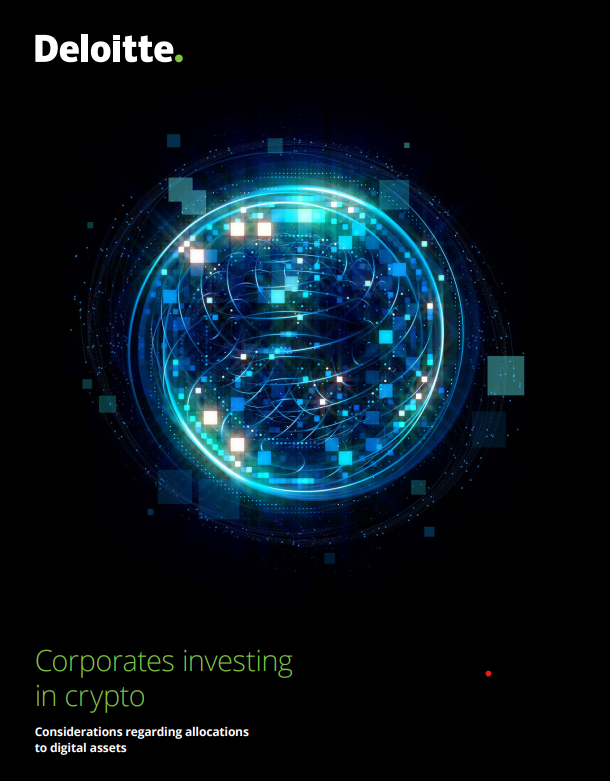 Deloitte.
Corporates investing
in crypto
Considerations regarding allocations
to digital assets